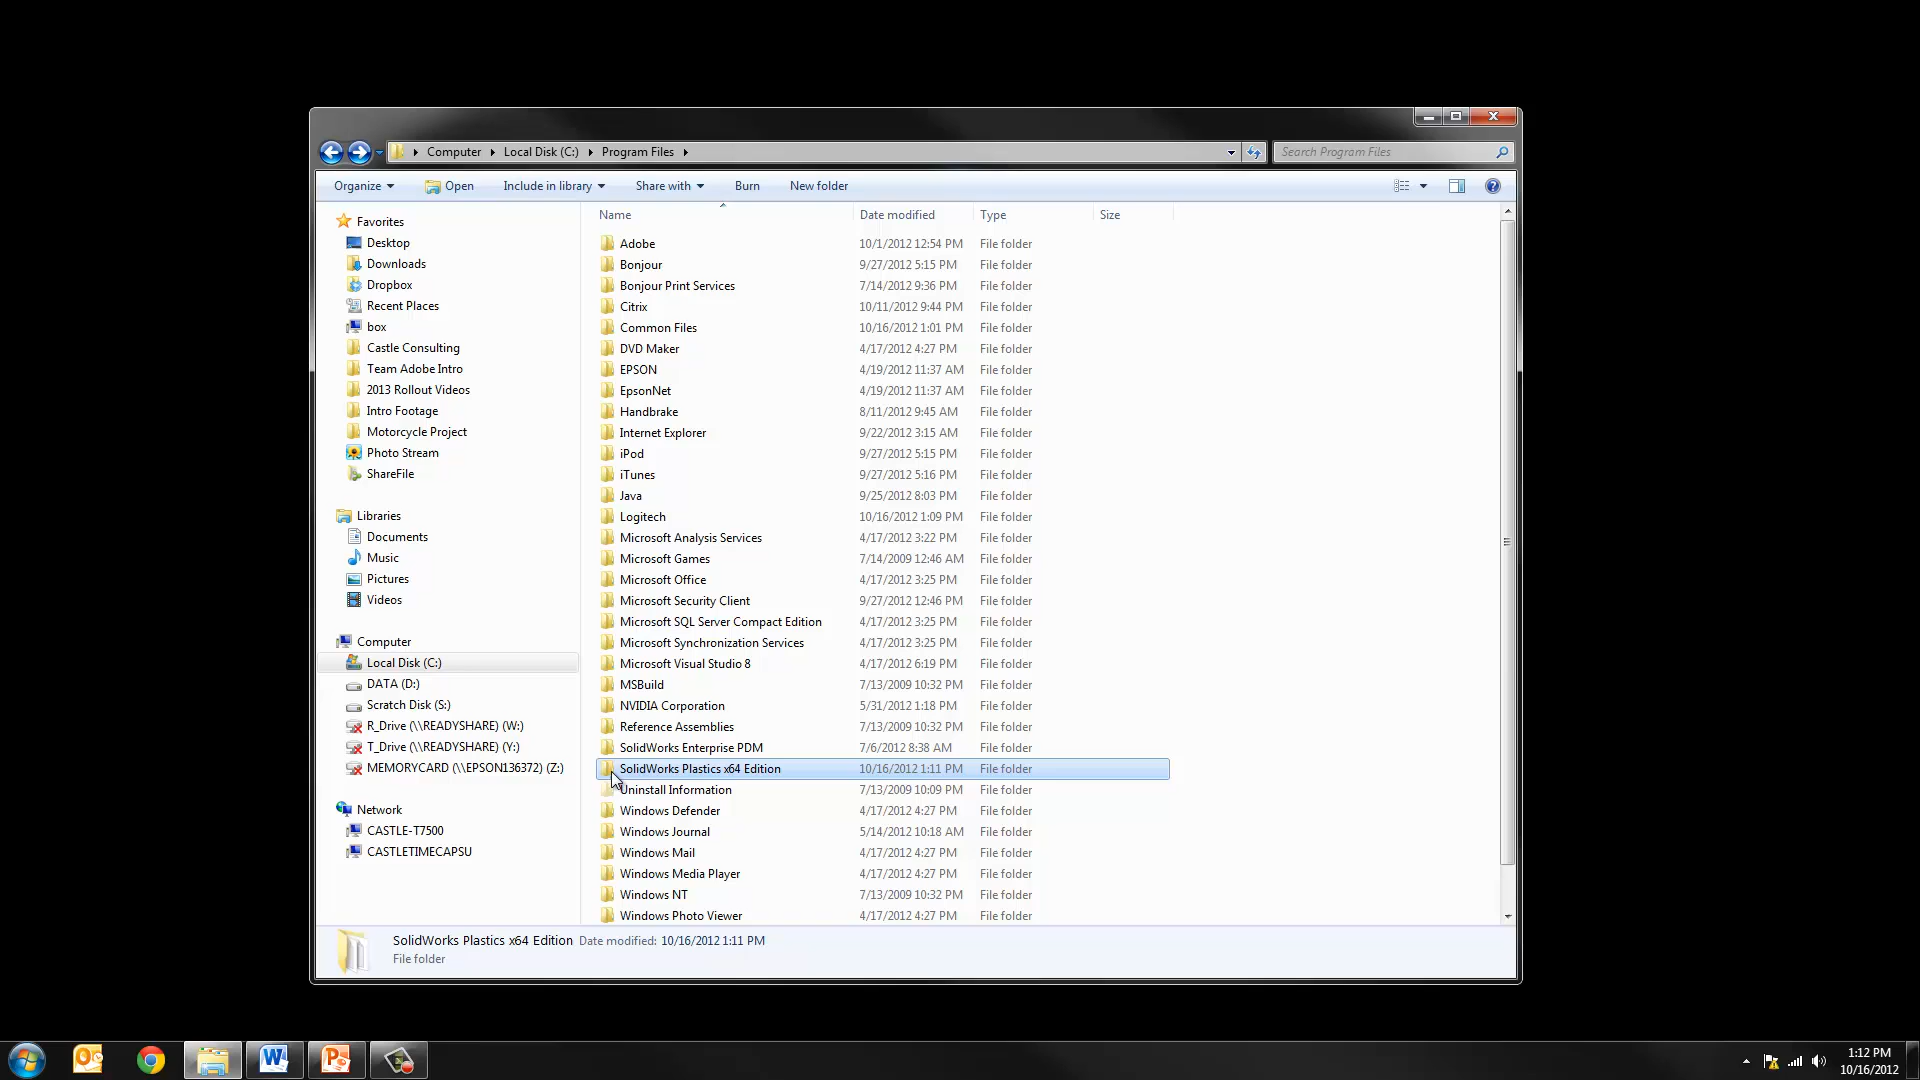 Computer Local Disk (C:) Program Files Search Program Files
Organize Open Include in library Share with Burn New folder
Favorites
Desktop
Downloads
Dropbox
Recent Places
box
Castle Consulting
Team Adobe Intro
2013 Rollout Videos
Intro Footage
Motorcycle Project
Photo Stream
ShareFile
Libraries
Documents
Music
Pictures
Videos
Computer
Local Disk (C:)
DATA (D:)
Scratch Disk (S:)
R_Drive (\\READYSHARE) (W:)
T_Drive (\\READYSHARE) (Y:)
MEMORYCARD (\\EPSON136372) (Z:)
Network
CASTLE-T7500
CASTLETIMECAPSU
Name Date modified Type Size
Adobe 10/1/2012 12:54 PM File folder
Bonjour 9/27/2012 5:15 PM File folder
Bonjour Print Services 7/14/2012 9:36 PM File folder
Citrix 10/11/2012 9:44 PM File folder
Common Files 10/16/2012 1:01 PM File folder
DVD Maker 4/17/2012 4:27 PM File folder
EPSON 4/19/2012 11:37 AM File folder
EpsonNet 4/19/2012 11:37 AM File folder
Handbrake 8/11/2012 9:45 AM File folder
Internet Explorer 9/22/2012 3:15 AM File folder
iPod 9/27/2012 5:15 PM File folder
iTunes 9/27/2012 5:16 PM File folder
Java 9/25/2012 8:03 PM File folder
Logitech 10/16/2012 1:09 PM File folder
Microsoft Analysis Services 4/17/2012 3:22 PM File folder
Microsoft Games 7/14/2009 12:46 AM File folder
Microsoft Office 4/17/2012 3:25 PM File folder
Microsoft Security Client 9/27/2012 12:46 PM File folder
Microsoft SQL Server Compact Edition 4/17/2012 3:25 PM File folder
Microsoft Synchronization Services 4/17/2012 3:25 PM File folder
Microsoft Visual Studio 8 4/17/2012 6:19 PM File folder
MSBuild 7/13/2009 10:32 PM File folder
NVIDIA Corporation 5/31/2012 1:18 PM File folder
Reference Assemblies 7/13/2009 10:32 PM File folder
SolidWorks Enterprise PDM 7/6/2012 8:38 AM File folder
SolidWorks Plastics x64 Edition 10/16/2012 1:11 PM File folder
Uninstall Information 7/13/2009 10:09 PM File folder
Windows Defender 4/17/2012 4:27 PM File folder
Windows Journal 5/14/2012 10:18 AM File folder
Windows Mail 4/17/2012 4:27 PM File folder
Windows Media Player 4/17/2012 4:27 PM File folder
Windows NT 7/13/2009 10:32 PM File folder
Windows Photo Viewer 4/17/2012 4:27 PM File folder
SolidWorks Plastics x64 Edition Date modified: 10/16/2012 1:11 PM
File folder
1:12 PM
10/16/2012